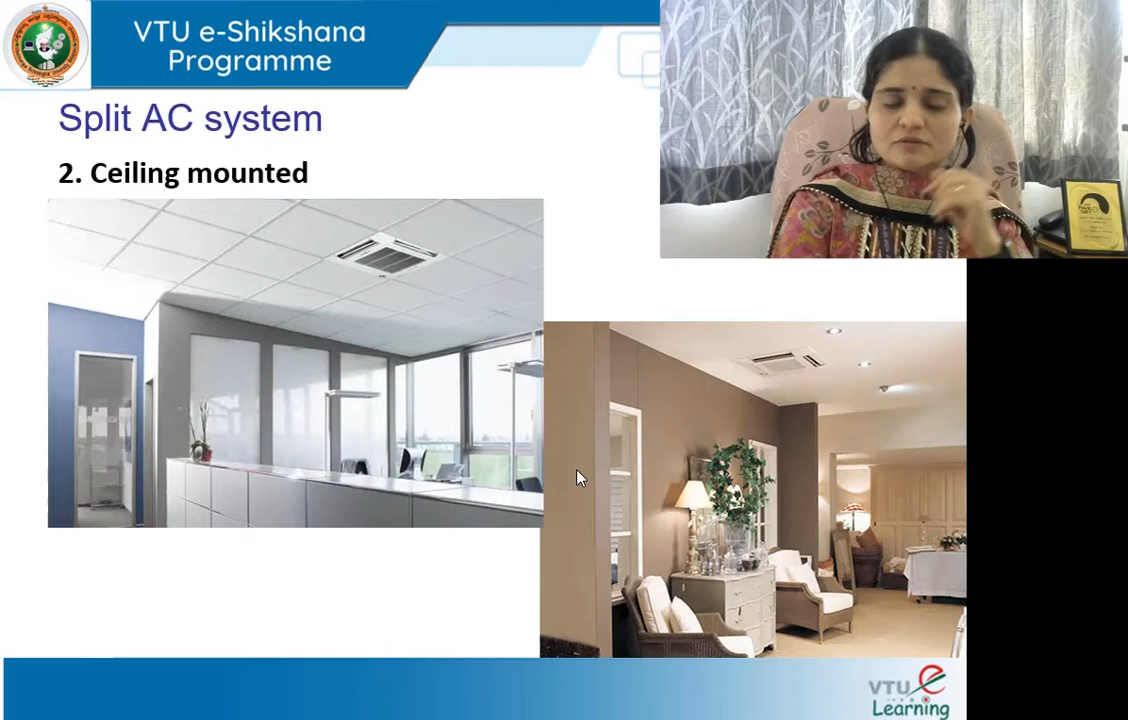 VTU e-Shikshana
Programme
Split AC system
2. Ceiling mounted
VTU e
Learning